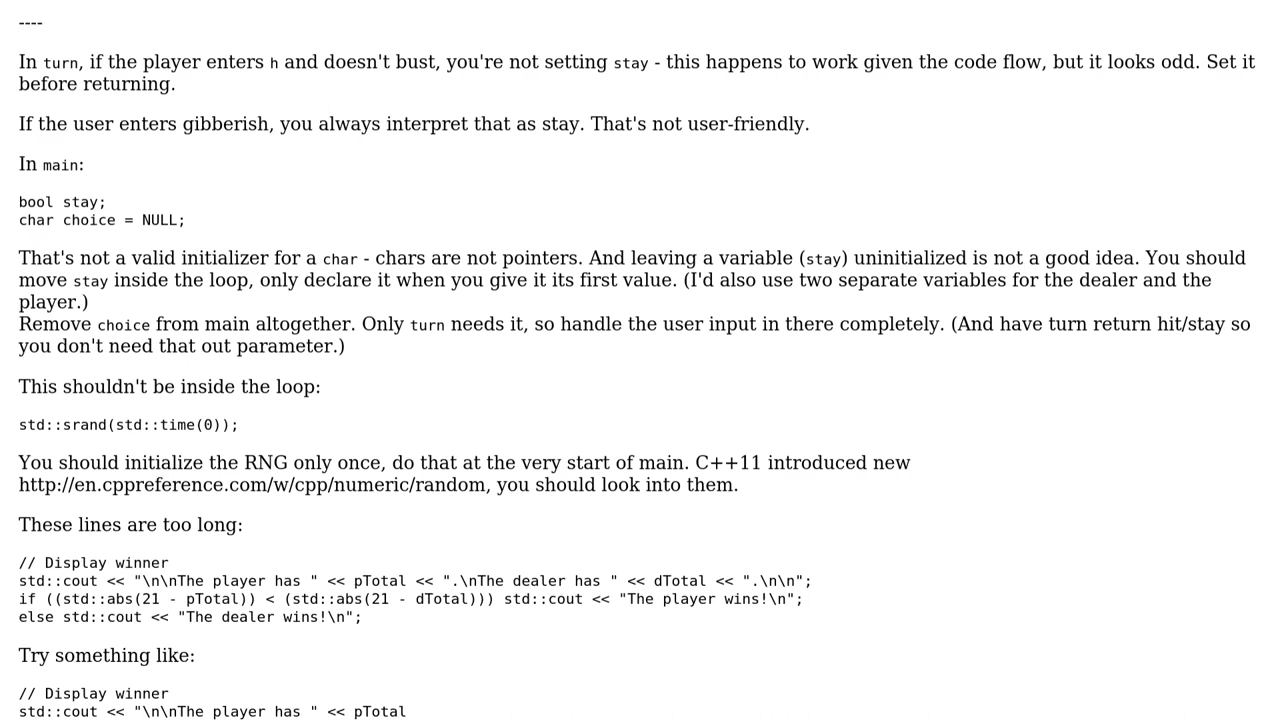 ----
In turn, if the player enters h and doesn't bust, you're not setting stay - this happens to work given the code flow, but it looks odd. Set it
before returning.
If the user enters gibberish, you always interpret that as stay. That's not user-friendly.
In main:
bool stay;
char choice = NULL;
That's not a valid initializer for a char - chars are not pointers. And leaving a variable (stay) uninitialized is not a good idea. You should
move stay inside the loop, only declare it when you give it its first value. (I'd also use two separate variables for the dealer and the
player.)
Remove choice from main altogether. Only turn needs it, so handle the user input in there completely. (And have turn return hit/stay so
you don't need that out parameter.)
This shouldn't be inside the loop:
std::srand(std::time(0));
You should initialize the RNG only once, do that at the very start of main. C++11 introduced new
http://en.cppreference.com/w/cpp/numeric/random, you should look into them.
These lines are too long:
// Display winner
std::cout << "\n\nThe player has " << pTotal << ".\nThe dealer has " << dTotal << ".\n\n";
if ((std::abs(21 - pTotal)) < (std::abs(21 - dTotal))) std::cout << "The player wins!\n";
else std::cout << "The dealer wins!\n";
Try something like:
// Display winner
std::cout << "\n\nThe player has " << pTotal